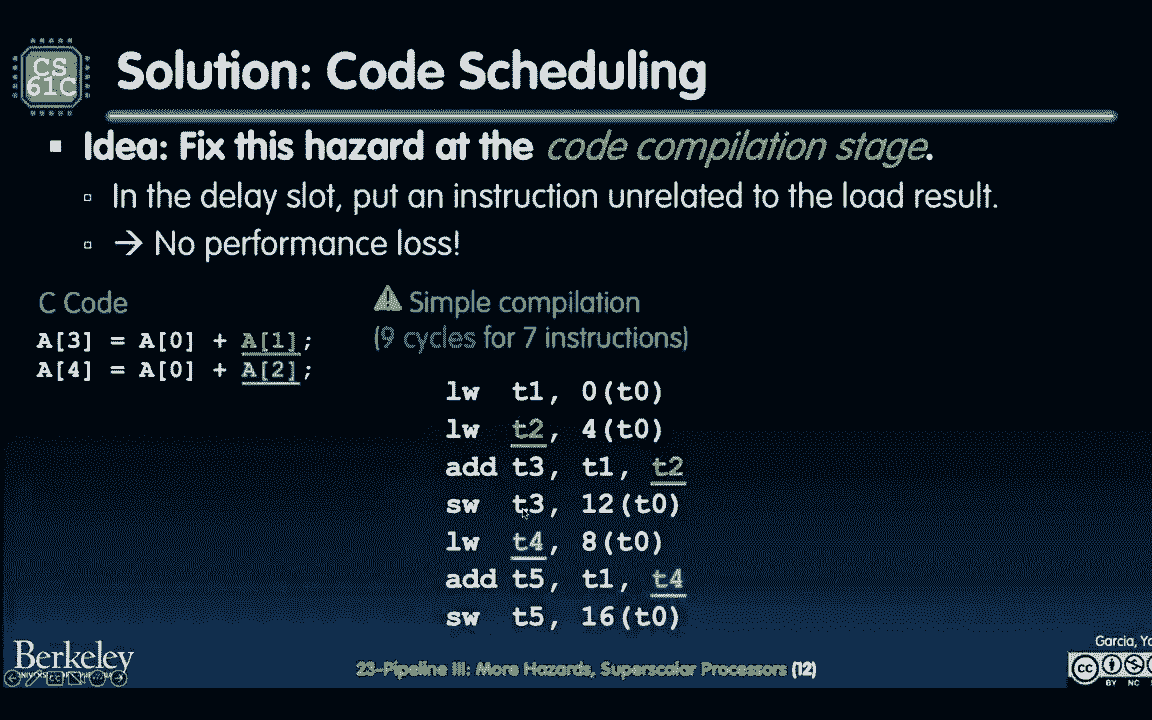 CS
61C
Solution: Code Scheduling
▪ Idea: Fix this hazard at the code compilation stage.
▫ In the delay slot, put an instruction unrelated to the load result.
▫ → No performance loss!
C Code
A[3] = A[0] + A[1];
A[4] = A[0] + A[2];
⚠ Simple compilation
(9 cycles for 7 instructions)
lw t1, 0(t0)
lw t2, 4(t0)
add t3, t1, t2
sw t3, 12(t0)
lw t4, 8(t0)
add t5, t1, t4
sw t5, 16(t0)
Berkeley
23-Pipeline III: More Hazards, Superscalar Processors (12)
Garcia,
cc
BY NC